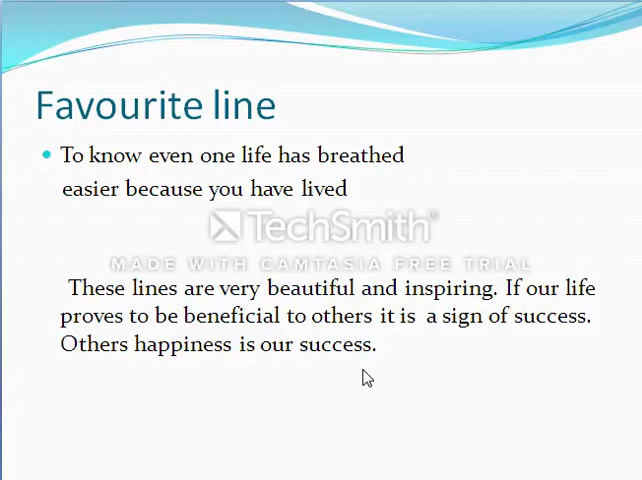 Favourite line
To know even one life has breathed
easier because you have lived
TechSmith®
MADE WITH CAMTASIA FREE TRIAL
These lines are very beautiful and inspiring. If our life
proves to be beneficial to others it is a sign of success.
Others happiness is our success.